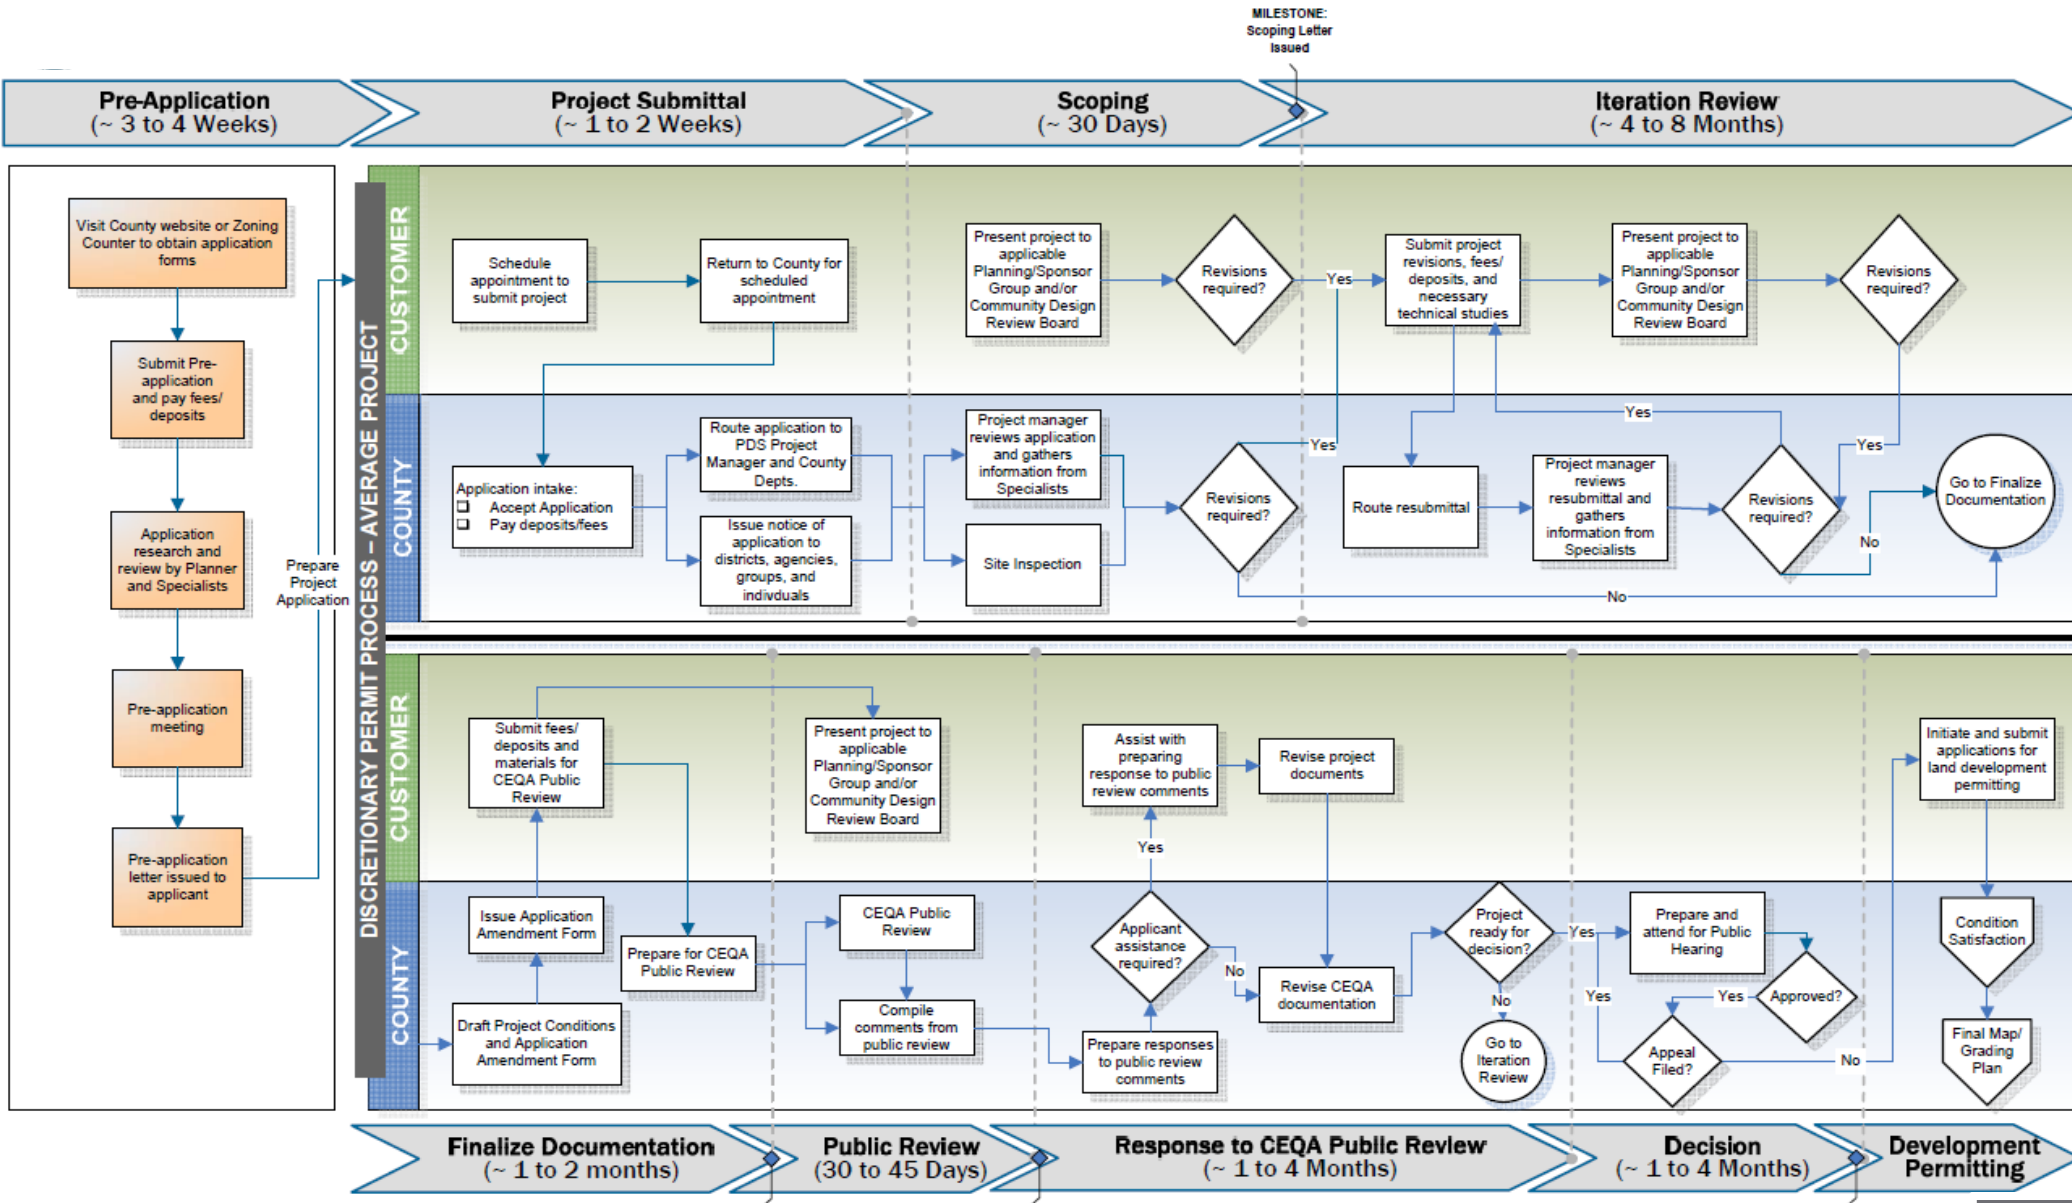 MILESTONE:
Scoping Letter
Issued
Pre-Application
(~ 3 to 4 Weeks)
Project Submittal
(~ 1 to 2 Weeks)
Scoping
(~ 30 Days)
Iteration Review
(~ 4 to 8 Months)
Visit County website or Zoning
Counter to obtain application
forms
Submit Pre-
application
and pay fees/
deposits
Application
research and
review by Planner
and Specialists
Pre-application
meeting
Pre-application
letter issued to
applicant
Prepare
Project
Application
DISCRETIONARY PERMIT PROCESS – AVERAGE PROJECT
CUSTOMER
Schedule
appointment to
submit project
Return to County for
scheduled
appointment
Present project to
applicable
Planning/Sponsor
Group and/or
Community Design
Review Board
Revisions
required?
Yes
Submit project
revisions, fees/
deposits, and
necessary
technical studies
Present project to
applicable
Planning/Sponsor
Group and/or
Community Design
Review Board
Revisions
required?
COUNTY
Application intake:
Accept Application
Pay deposits/fees
Route application to
PDS Project
Manager and County
Depts.
Issue notice of
application to
districts, agencies,
groups, and
indivduals
Project manager
reviews application
and gathers
information from
Specialists
Site Inspection
Revisions
required?
Yes
No
Route resubmittal
Project manager
reviews
resubmittal and
gathers
information from
Specialists
Yes
Revisions
required?
Yes
No
Go to Finalize
Documentation
CUSTOMER
Submit fees/
deposits and
materials for
CEQA Public
Review
Present project to
applicable
Planning/Sponsor
Group and/or
Community Design
Review Board
Assist with
preparing
response to public
review comments
Revise project
documents
Initiate and submit
applications for
land development
permitting
COUNTY
Issue Application
Amendment Form
Draft Project Conditions
and Application
Amendment Form
Prepare for CEQA
Public Review
CEQA Public
Review
Compile
comments from
public review
Yes
Applicant
assistance
required?
No
Prepare responses
to public review
comments
Revise CEQA
documentation
Project
ready for
decision?
Yes
No
Go to
Iteration
Review
Prepare and
attend for Public
Hearing
Approved?
Yes
Yes
Appeal
Filed?
No
Condition
Satisfaction
Final Map/
Grading
Plan
Finalize Documentation
(~ 1 to 2 months)
Public Review
(30 to 45 Days)
Response to CEQA Public Review
(~ 1 to 4 Months)
Decision
(~ 1 to 4 Months)
Development
Permitting